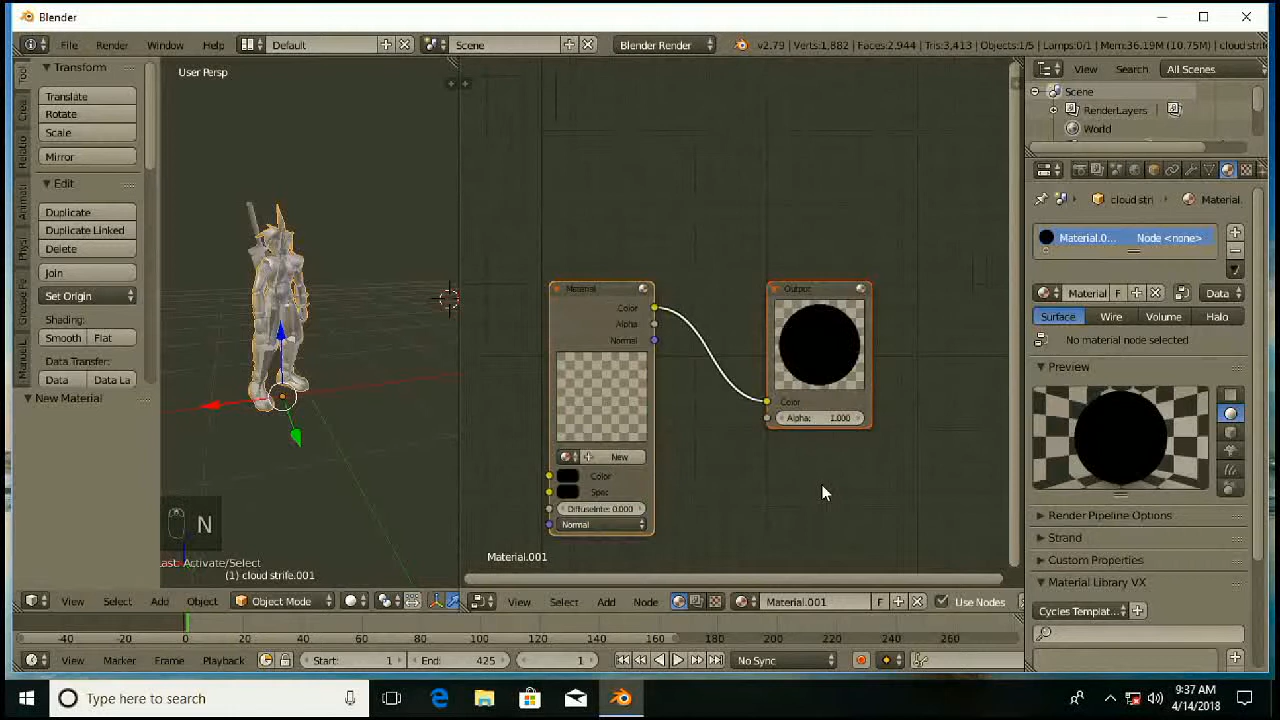 Blender
File Render Window Help Default Scene Blender Render v2.79 | Verts:1,882 | Faces:2,944 | Tris:3,413 | Objects:1/5 | Lamps:0/1 | Mem:36.19M (10.75M) | cloud strif
Tool
Transform
User Persp
View Search All Scenes
Scene
RenderLayers
World
Translate
Rotate
Scale
Mirror
Edit
Duplicate
Duplicate Linked
Delete
Join
Set Origin
Shading:
Smooth Flat
Data Transfer:
Data Data La
New Material
Material
Color
Alpha
Normal
New
Color
Spec
DiffuseInte: 0.000
Normal
Output
Color
Alpha: 1.000
Material.001
cloud stri Material.
Material.0... Node <none>
Material F Data
Surface Wire Volume Halo
No material node selected
Preview
Render Pipeline Options
Strand
Custom Properties
Material Library VX
Cycles Templat...
N
ast: Activate/Select
(1) cloud strife.001
View Select Add Object Object Mode
View Select Add Node Material.001 F Use Nodes
-40 -20 0 20 40 60 80 100 120 140 160 180 200 220 240 260
View Marker Frame Playback Start: 1 End: 425 1 No Sync
Type here to search
9:37 AM
4/14/2018